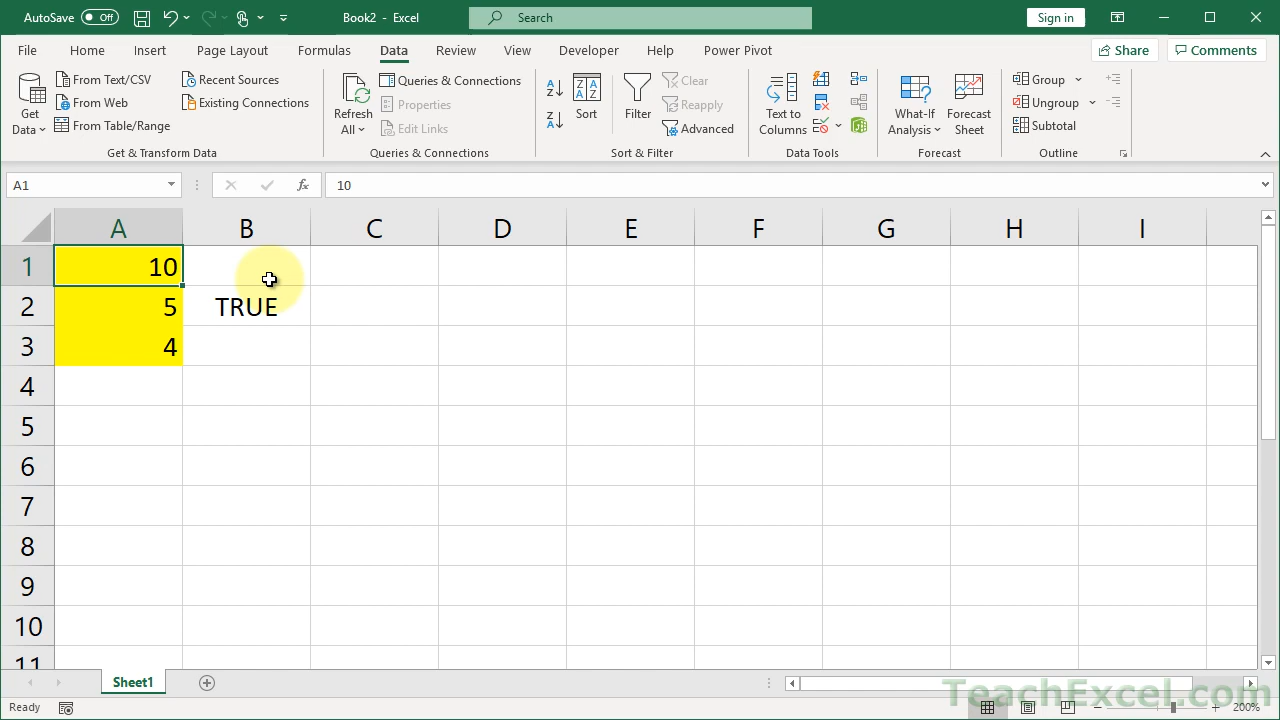 AutoSave Off Book2 - Excel Search Sign in
File Home Insert Page Layout Formulas Data Review View Developer Help Power Pivot Share Comments
Get Data
From Text/CSV
From Web
From Table/Range
Recent Sources
Existing Connections
Get & Transform Data
Refresh All
Queries & Connections
Properties
Edit Links
Queries & Connections
Sort
Filter
Clear
Reapply
Advanced
Sort & Filter
Text to Columns
Data Tools
What-If Analysis
Forecast Sheet
Forecast
Group
Ungroup
Subtotal
Outline
A1 fx 10
A B C D E F G H I
1 10
2 5 TRUE
3 4
4
5
6
7
8
9
10
11
Sheet1
Ready 200%
TeachExcel.com